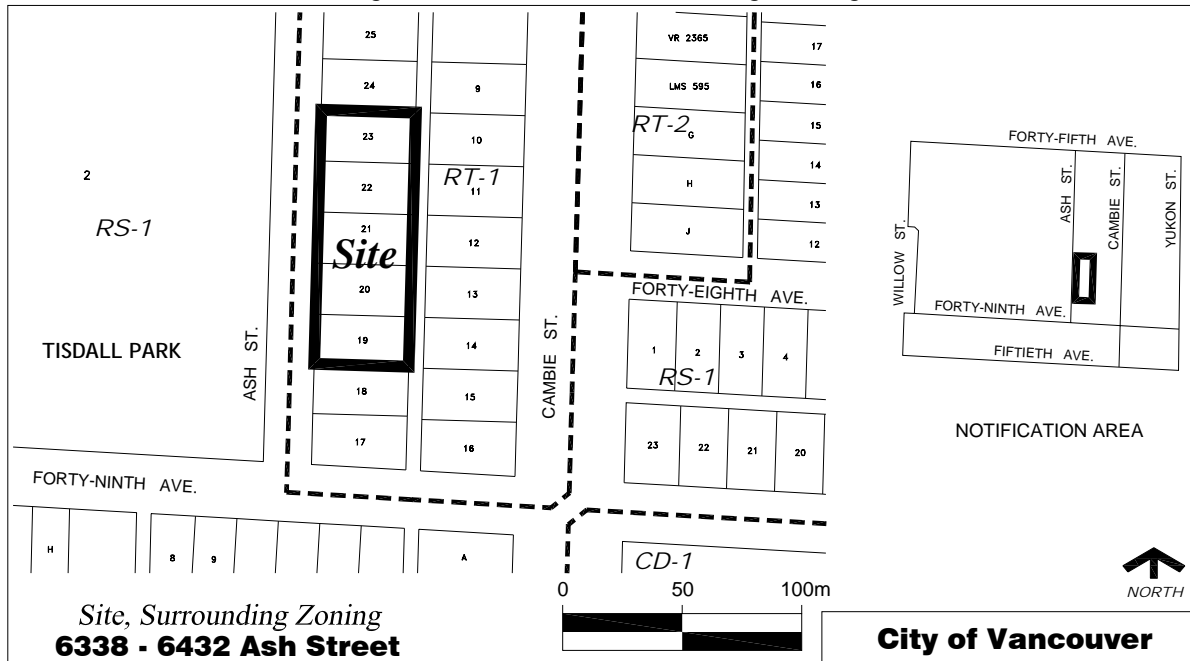 25
VR 2365
17
24
9
LMS 595
16
23
10
RT-2
G
15
FORTY-FIFTH AVE.
2
22
RT-1
11
H
14
13
RS-1
21
Site
12
J
12
ASH ST.
CAMBIE ST.
YUKON ST.
WILLOW ST.
20
13
FORTY-EIGHTH AVE.
FORTY-NINTH AVE.
TISDALL PARK
ASH ST.
19
14
CAMBIE ST.
1
2
3
4
RS-1
FIFTIETH AVE.
18
15
17
16
23
22
21
20
NOTIFICATION AREA
FORTY-NINTH AVE.
H
8
9
A
CD-1
NORTH
0 50 100m
Site, Surrounding Zoning
6338 - 6432 Ash Street
City of Vancouver